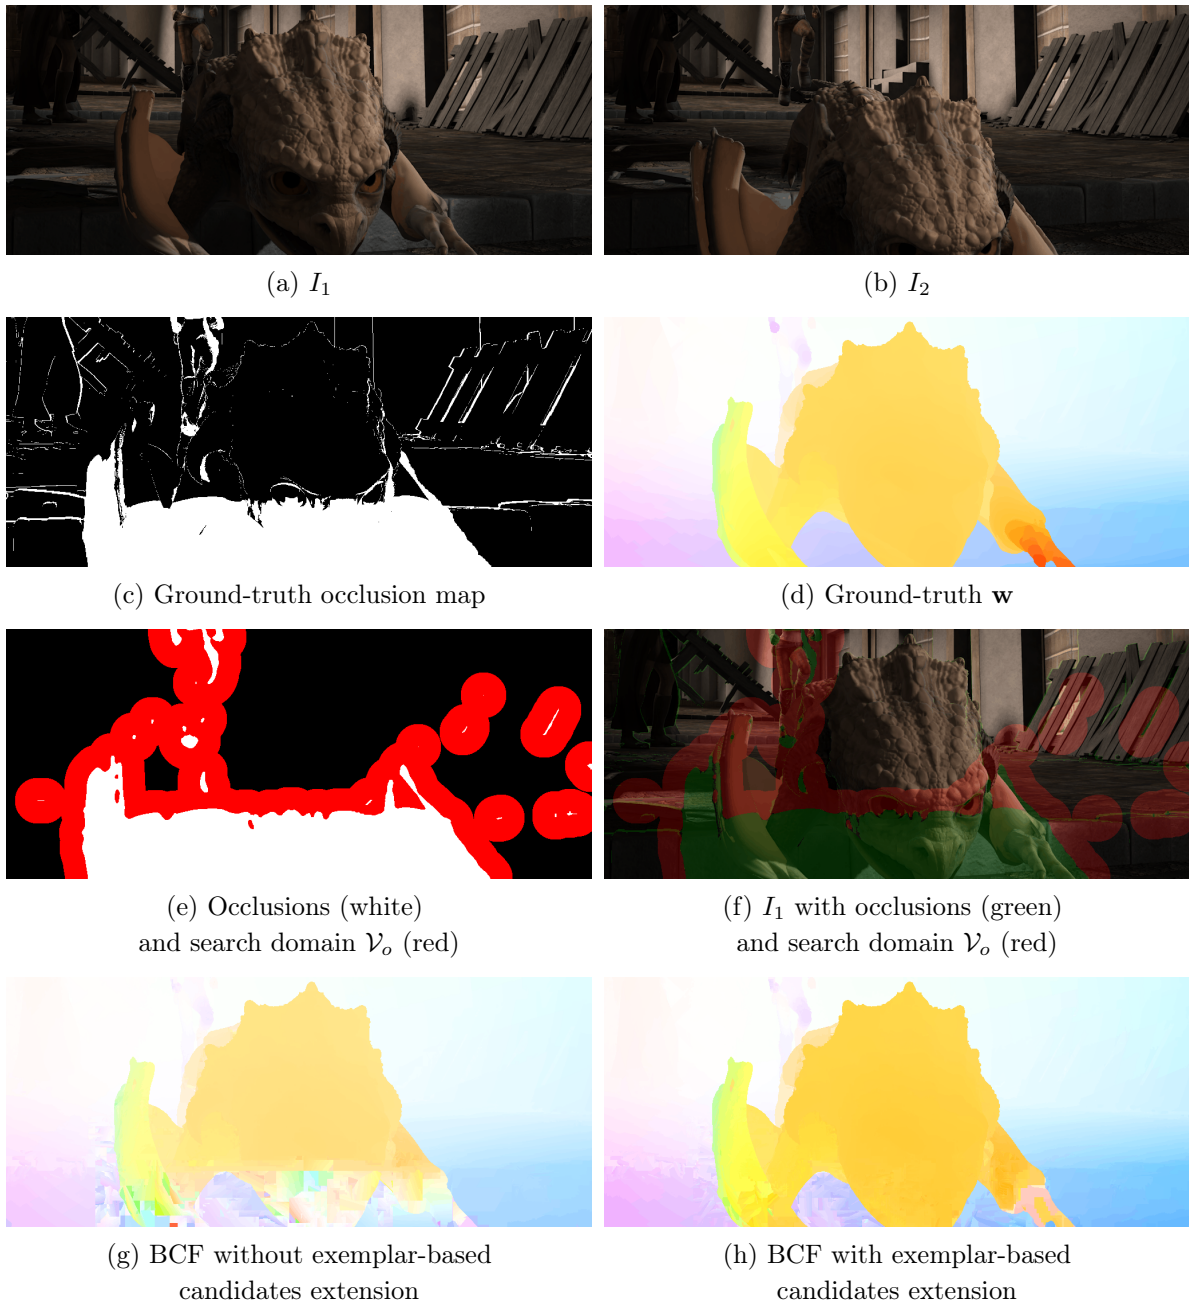 (a) I₁
(b) I₂
(c) Ground-truth occlusion map
(d) Ground-truth w
(e) Occlusions (white)
and search domain 𝒱ₒ (red)
(f) I₁ with occlusions (green)
and search domain 𝒱ₒ (red)
(g) BCF without exemplar-based
candidates extension
(h) BCF with exemplar-based
candidates extension